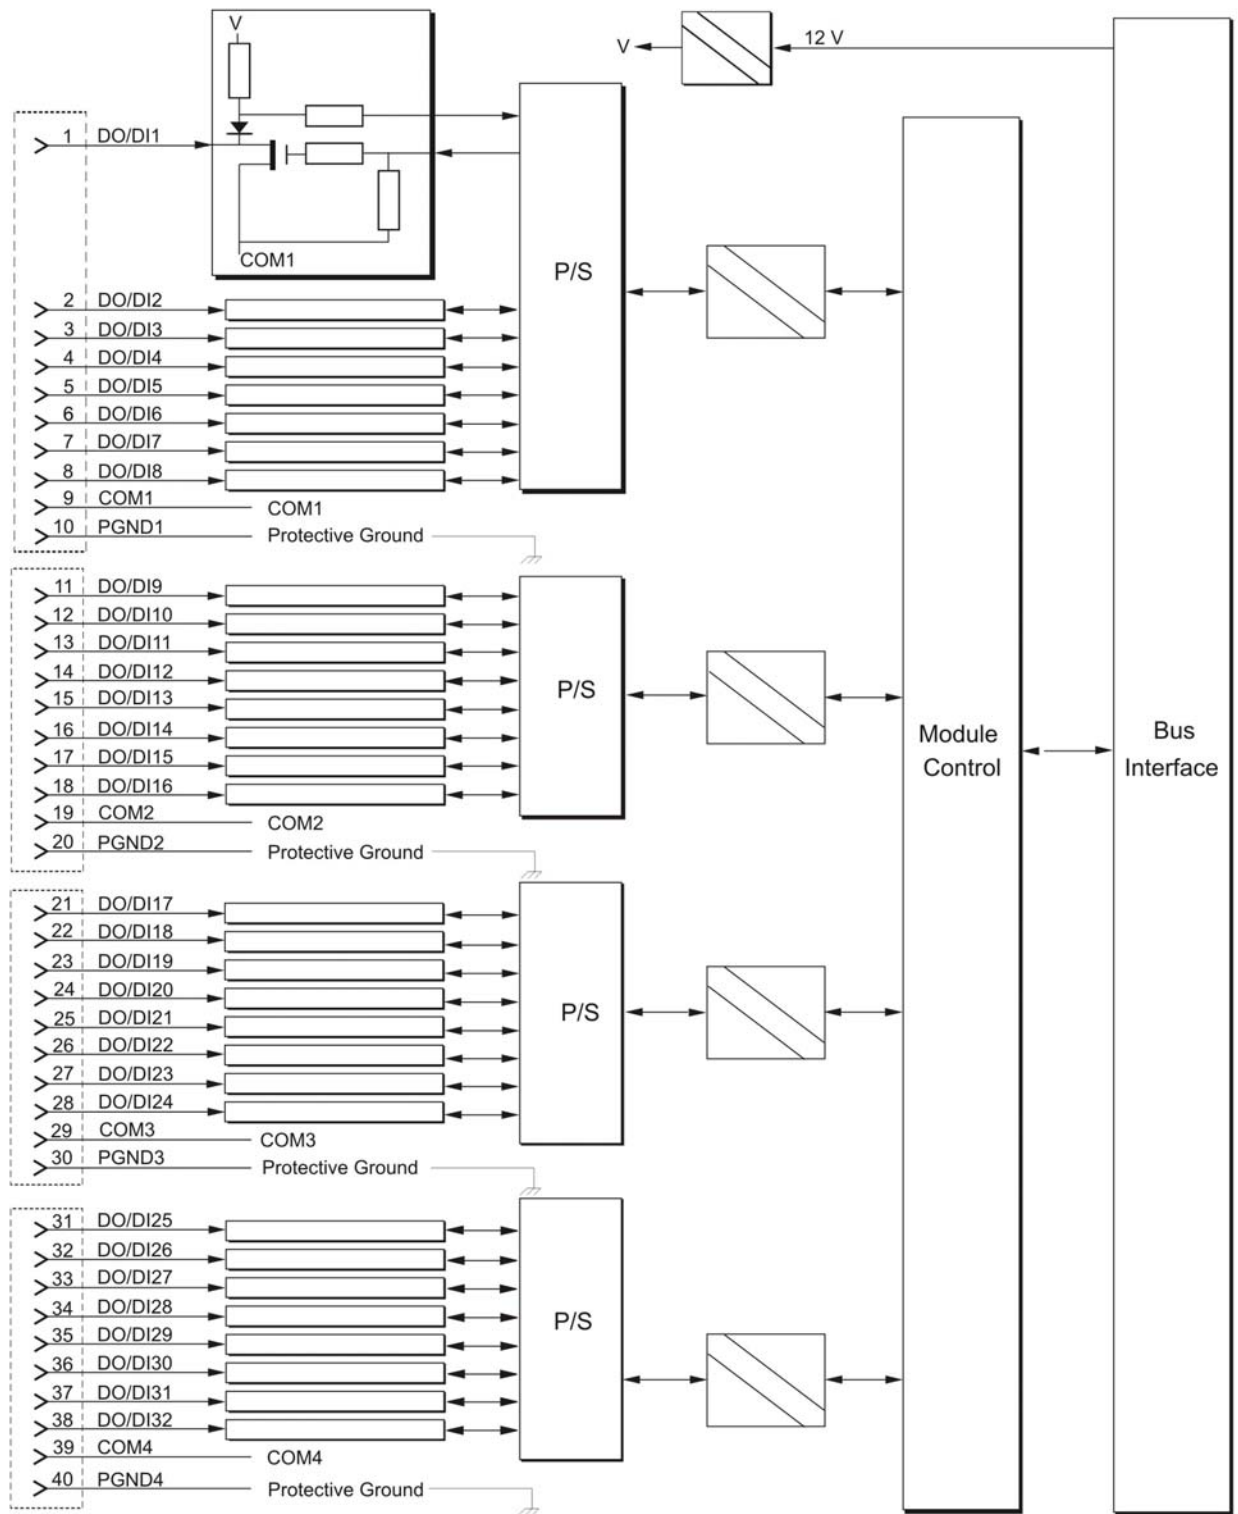 V
V
12 V
1 DO/DI1
COM1
P/S
2 DO/DI2
3 DO/DI3
4 DO/DI4
5 DO/DI5
6 DO/DI6
7 DO/DI7
8 DO/DI8
9 COM1 COM1
10 PGND1 Protective Ground
11 DO/DI9
12 DO/DI10
13 DO/DI11
14 DO/DI12
15 DO/DI13
16 DO/DI14
17 DO/DI15
18 DO/DI16
P/S
19 COM2 COM2
20 PGND2 Protective Ground
Module
Control
Bus
Interface
21 DO/DI17
22 DO/DI18
23 DO/DI19
24 DO/DI20
25 DO/DI21
26 DO/DI22
27 DO/DI23
28 DO/DI24
P/S
29 COM3 COM3
30 PGND3 Protective Ground
31 DO/DI25
32 DO/DI26
33 DO/DI27
34 DO/DI28
35 DO/DI29
36 DO/DI30
37 DO/DI31
38 DO/DI32
P/S
39 COM4 COM4
40 PGND4 Protective Ground